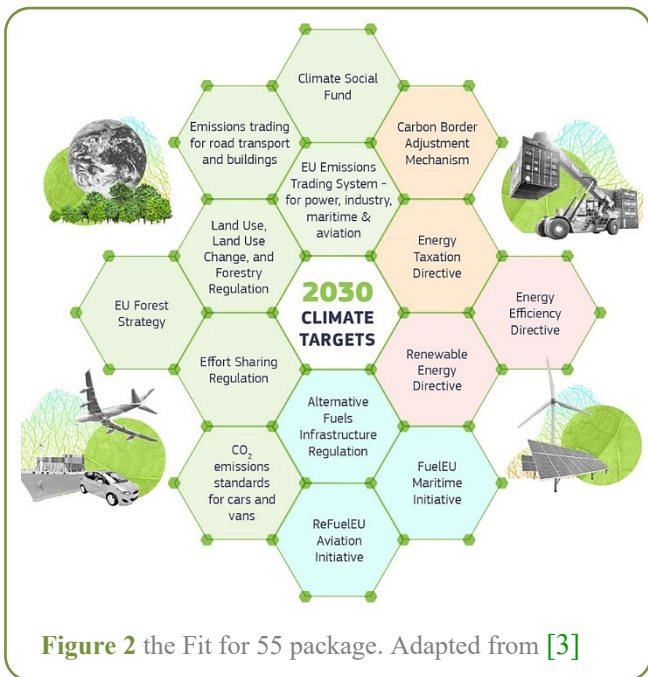 Climate Social
Fund
Emissions trading
for road transport
and buildings
Carbon Border
Adjustment
Mechanism
EU Emissions
Trading System -
for power, industry,
maritime &
aviation
Land Use,
Land Use
Change, and
Forestry
Regulation
Energy
Taxation
Directive
EU Forest
Strategy
2030
CLIMATE
TARGETS
Energy
Efficiency
Directive
Effort Sharing
Regulation
Renewable
Energy
Directive
Alternative
Fuels
Infrastructure
Regulation
CO₂
emissions
standards
for cars and
vans
FuelEU
Maritime
Initiative
ReFuelEU
Aviation
Initiative
Figure 2 the Fit for 55 package. Adapted from [3]